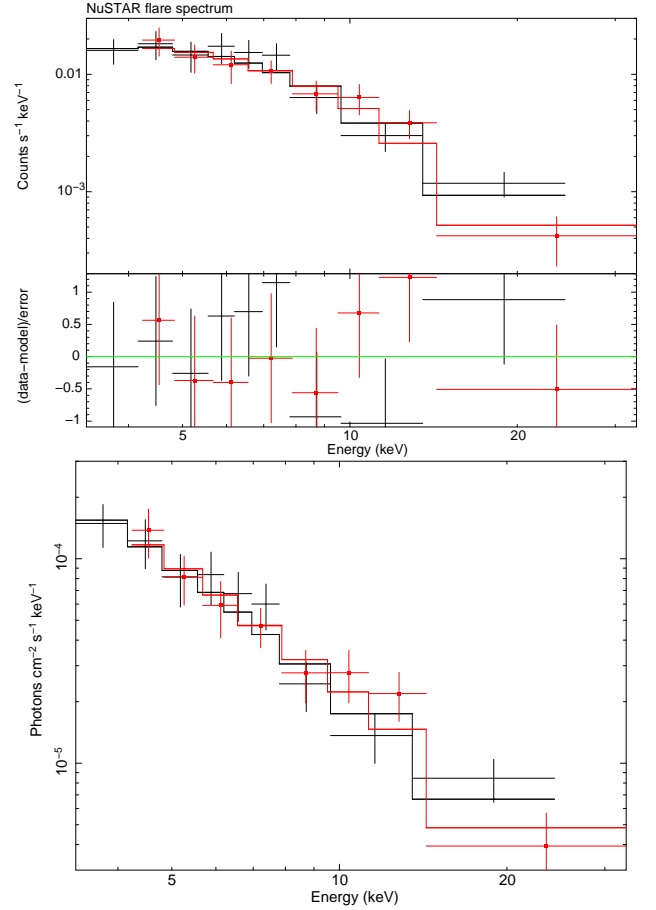 NuSTAR flare spectrum
Counts s⁻¹ keV⁻¹
0.01
10⁻³
(data−model)/error
1
0.5
0
−0.5
−1
5 10 20
Energy (keV)
Photons cm⁻² s⁻¹ keV⁻¹
10⁻⁴
10⁻⁵
5 10 20
Energy (keV)